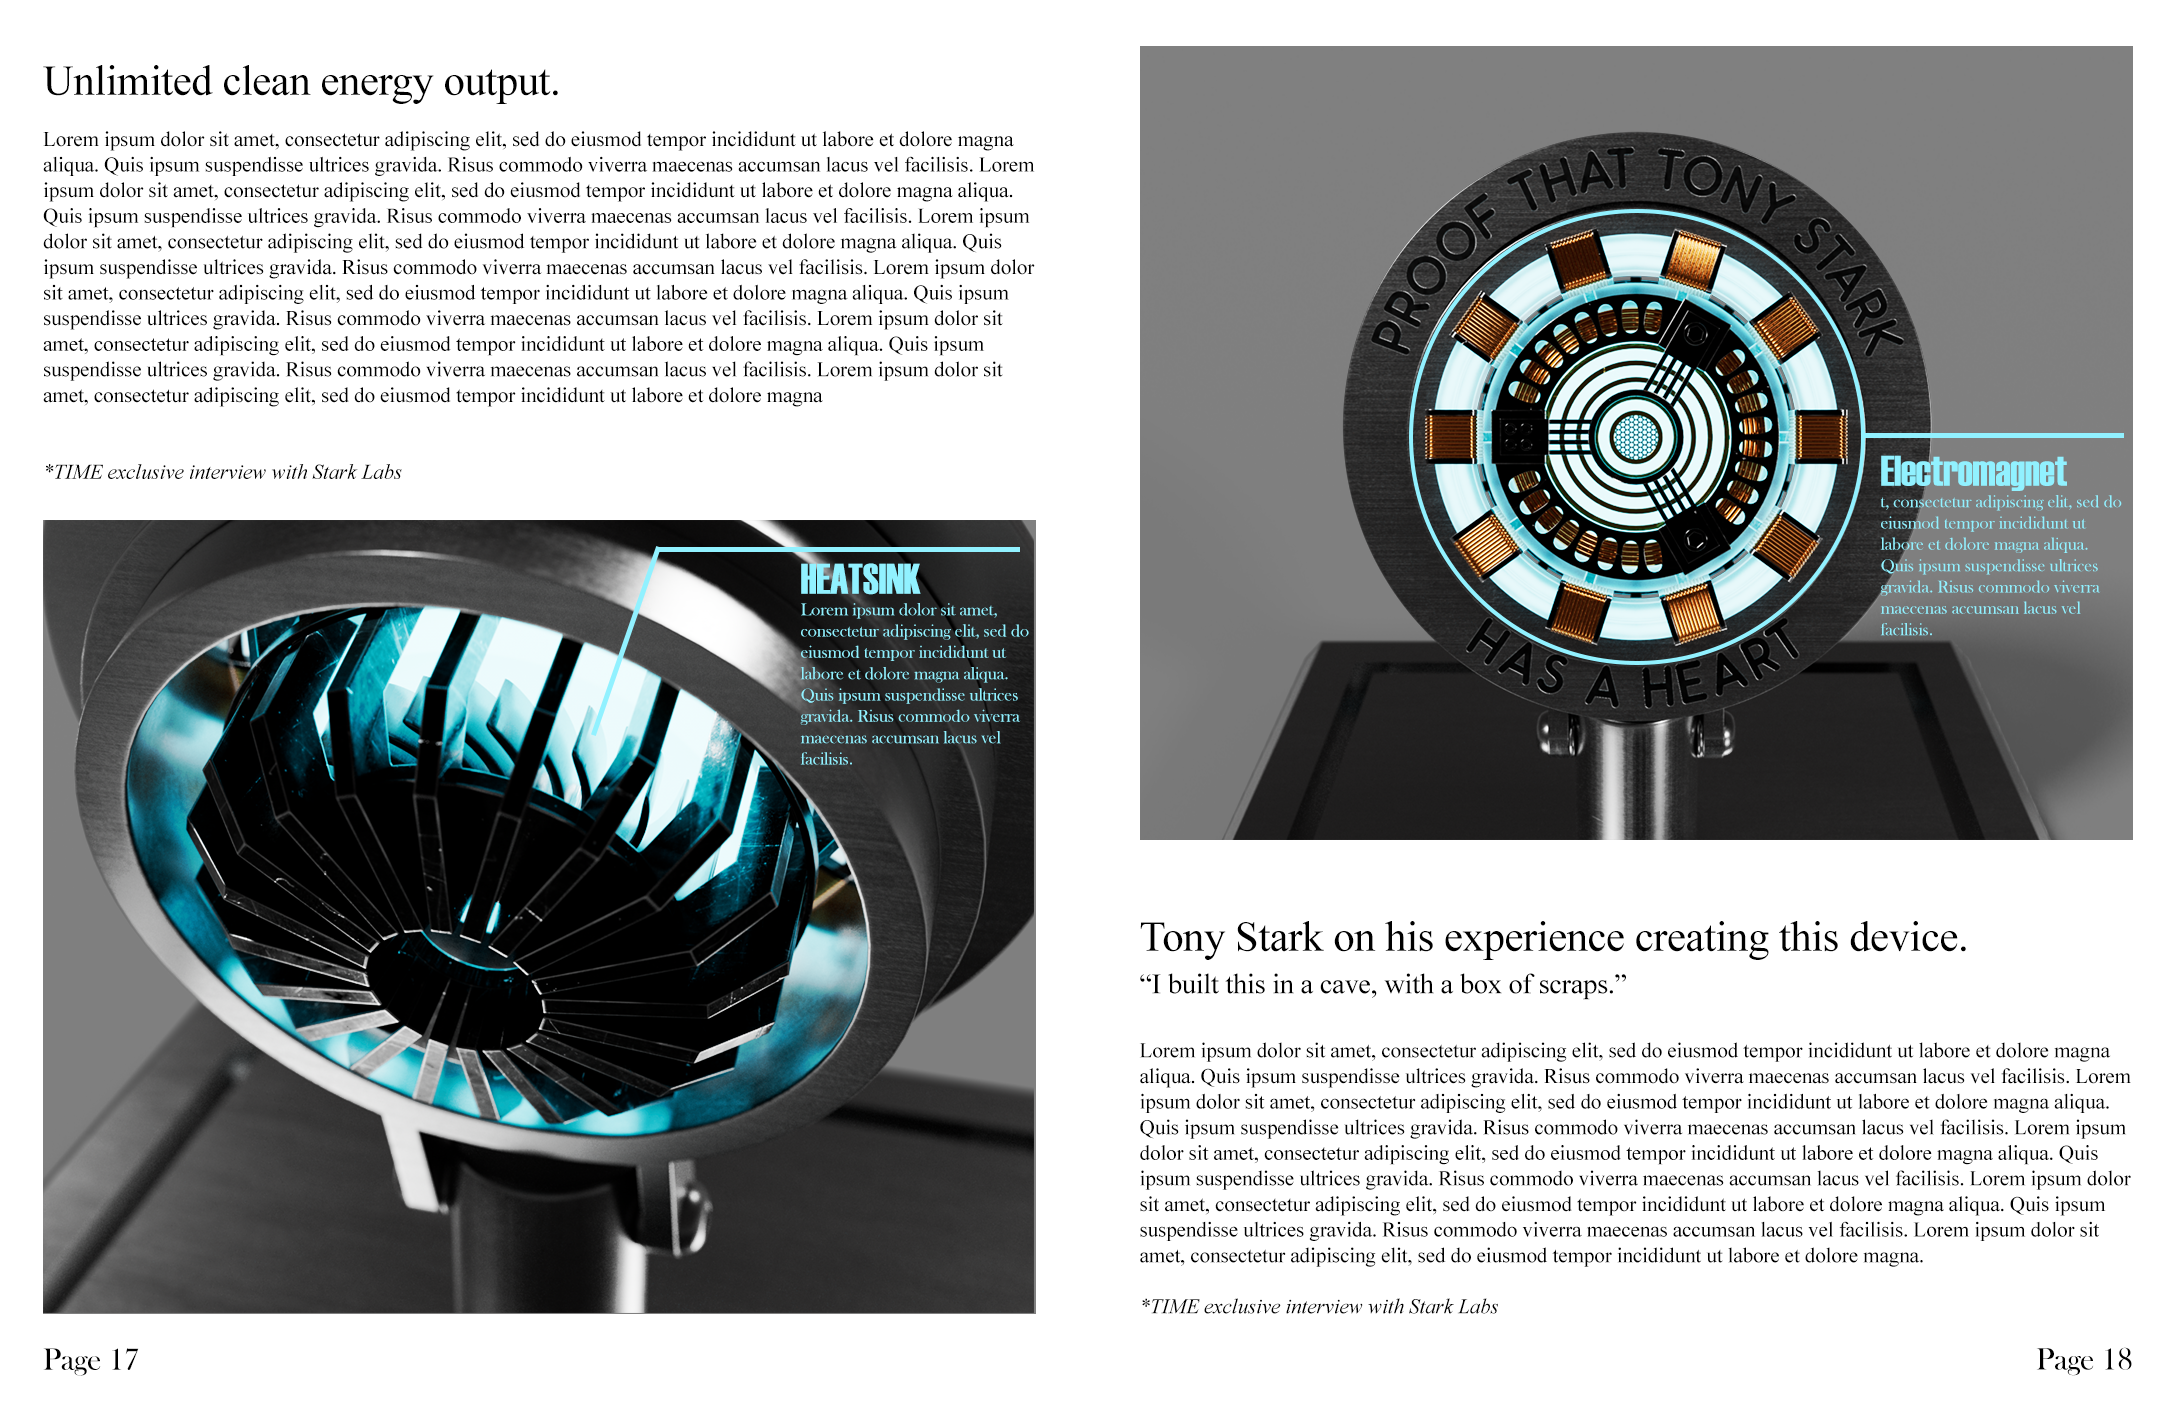 Unlimited clean energy output.
Lorem ipsum dolor sit amet, consectetur adipiscing elit, sed do eiusmod tempor incididunt ut labore et dolore magna
aliqua. Quis ipsum suspendisse ultrices gravida. Risus commodo viverra maecenas accumsan lacus vel facilisis. Lorem
ipsum dolor sit amet, consectetur adipiscing elit, sed do eiusmod tempor incididunt ut labore et dolore magna aliqua.
Quis ipsum suspendisse ultrices gravida. Risus commodo viverra maecenas accumsan lacus vel facilisis. Lorem ipsum
dolor sit amet, consectetur adipiscing elit, sed do eiusmod tempor incididunt ut labore et dolore magna aliqua. Quis
ipsum suspendisse ultrices gravida. Risus commodo viverra maecenas accumsan lacus vel facilisis. Lorem ipsum dolor
sit amet, consectetur adipiscing elit, sed do eiusmod tempor incididunt ut labore et dolore magna aliqua. Quis ipsum
suspendisse ultrices gravida. Risus commodo viverra maecenas accumsan lacus vel facilisis. Lorem ipsum dolor sit
amet, consectetur adipiscing elit, sed do eiusmod tempor incididunt ut labore et dolore magna aliqua. Quis ipsum
suspendisse ultrices gravida. Risus commodo viverra maecenas accumsan lacus vel facilisis. Lorem ipsum dolor sit
amet, consectetur adipiscing elit, sed do eiusmod tempor incididunt ut labore et dolore magna
*TIME exclusive interview with Stark Labs
HEATSINK
Lorem ipsum dolor sit amet,
consectetur adipiscing elit, sed do
eiusmod tempor incididunt ut
labore et dolore magna aliqua.
Quis ipsum suspendisse ultrices
gravida. Risus commodo viverra
maecenas accumsan lacus vel
facilisis.
Page 17
PROOF THAT TONY STARK
HAS A HEART
Electromagnet
t, consectetur adipiscing elit, sed do
eiusmod tempor incididunt ut
labore et dolore magna aliqua.
Quis ipsum suspendisse ultrices
gravida. Risus commodo viverra
maecenas accumsan lacus vel
facilisis.
Tony Stark on his experience creating this device.
“I built this in a cave, with a box of scraps.”
Lorem ipsum dolor sit amet, consectetur adipiscing elit, sed do eiusmod tempor incididunt ut labore et dolore magna
aliqua. Quis ipsum suspendisse ultrices gravida. Risus commodo viverra maecenas accumsan lacus vel facilisis. Lorem
ipsum dolor sit amet, consectetur adipiscing elit, sed do eiusmod tempor incididunt ut labore et dolore magna aliqua.
Quis ipsum suspendisse ultrices gravida. Risus commodo viverra maecenas accumsan lacus vel facilisis. Lorem ipsum
dolor sit amet, consectetur adipiscing elit, sed do eiusmod tempor incididunt ut labore et dolore magna aliqua. Quis
ipsum suspendisse ultrices gravida. Risus commodo viverra maecenas accumsan lacus vel facilisis. Lorem ipsum dolor
sit amet, consectetur adipiscing elit, sed do eiusmod tempor incididunt ut labore et dolore magna aliqua. Quis ipsum
suspendisse ultrices gravida. Risus commodo viverra maecenas accumsan lacus vel facilisis. Lorem ipsum dolor sit
amet, consectetur adipiscing elit, sed do eiusmod tempor incididunt ut labore et dolore magna.
*TIME exclusive interview with Stark Labs
Page 18